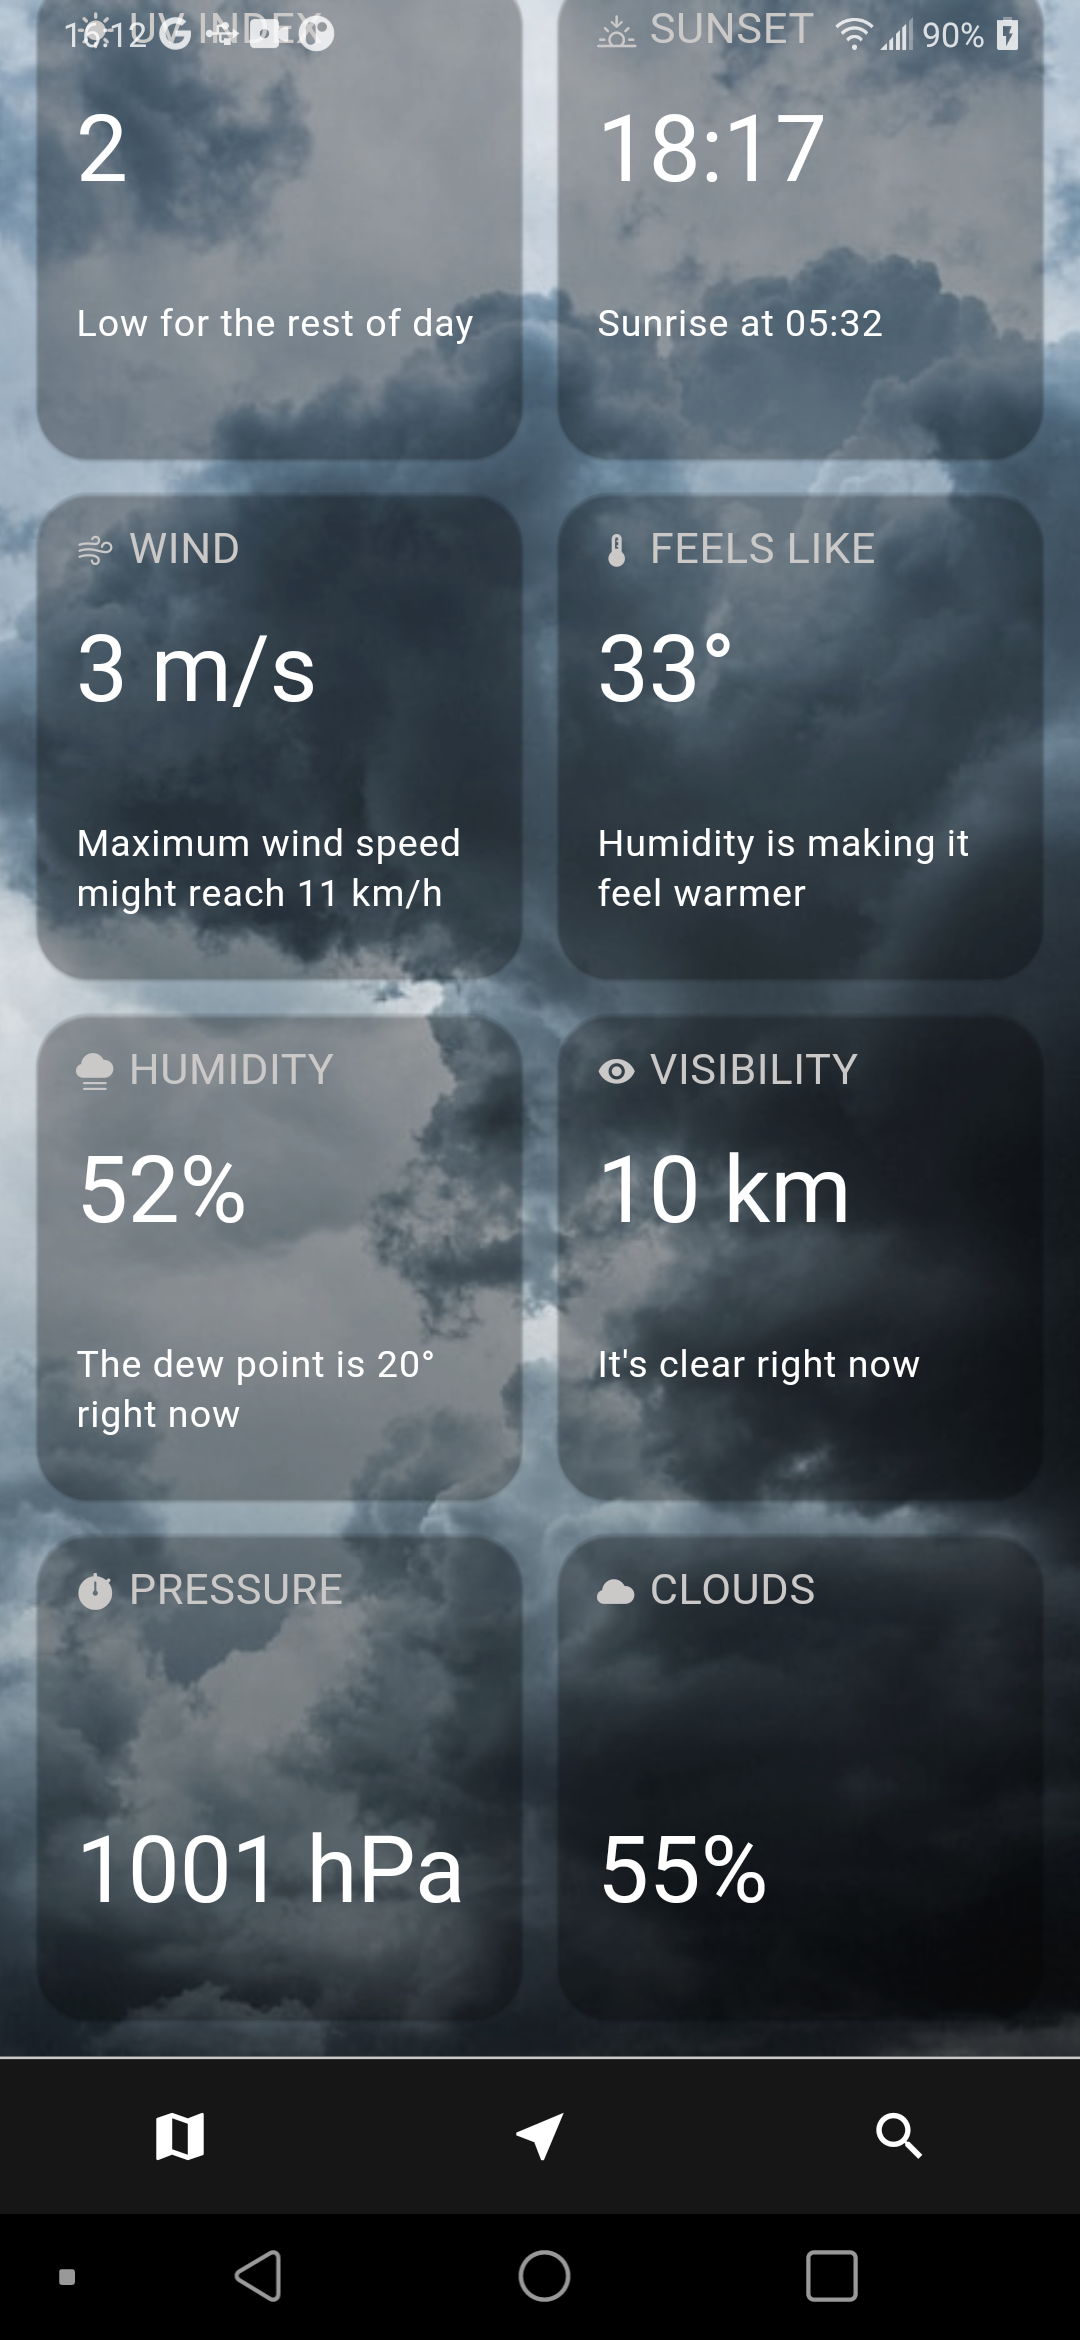 16:12
90%
UV INDEX
2
Low for the rest of day
SUNSET
18:17
Sunrise at 05:32
WIND
3 m/s
Maximum wind speed
might reach 11 km/h
FEELS LIKE
33°
Humidity is making it
feel warmer
HUMIDITY
52%
The dew point is 20°
right now
VISIBILITY
10 km
It's clear right now
PRESSURE
1001 hPa
CLOUDS
55%